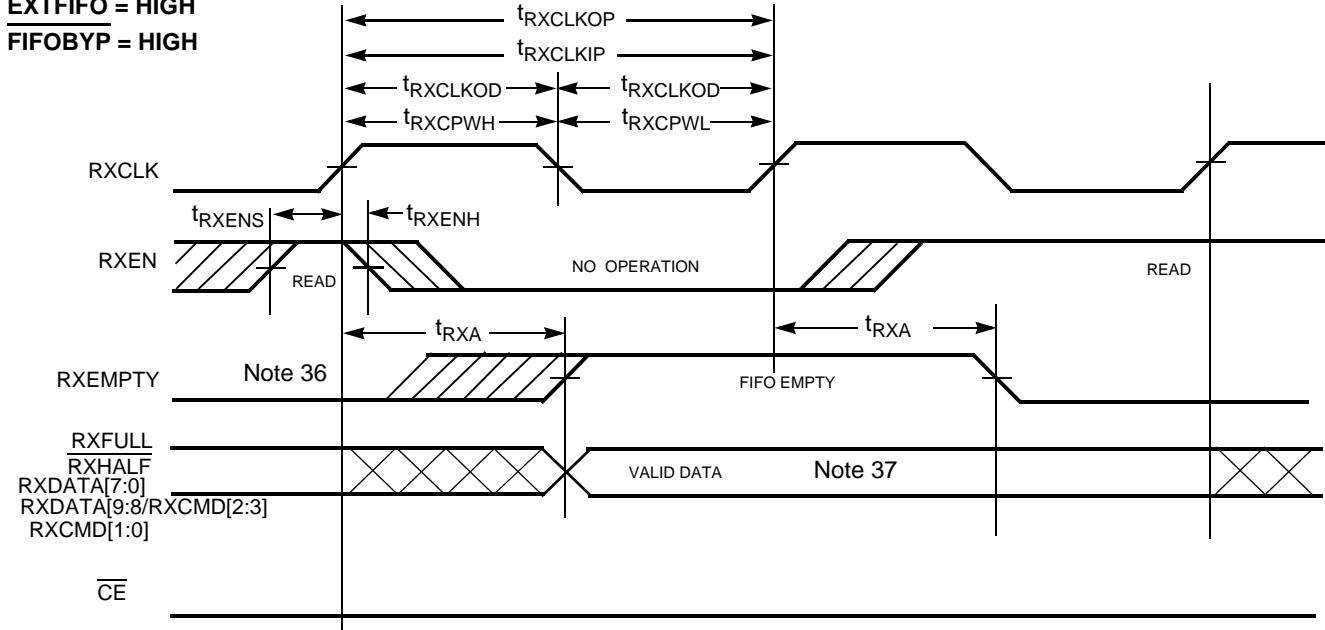 EXTFIFO = HIGH
FIFOBYP = HIGH
tRXCLKOP
tRXCLKIP
tRXCLKOD
tRXCLKOD
tRXCPWH
tRXCPWL
RXCLK
tRXENS
tRXENH
RXEN
READ
NO OPERATION
READ
tRXA
tRXA
RXEMPTY
Note 36
FIFO EMPTY
RXFULL
RXHALF
RXDATA[7:0]
RXDATA[9:8/RXCMD[2:3]
RXCMD[1:0]
VALID DATA
Note 37
CE